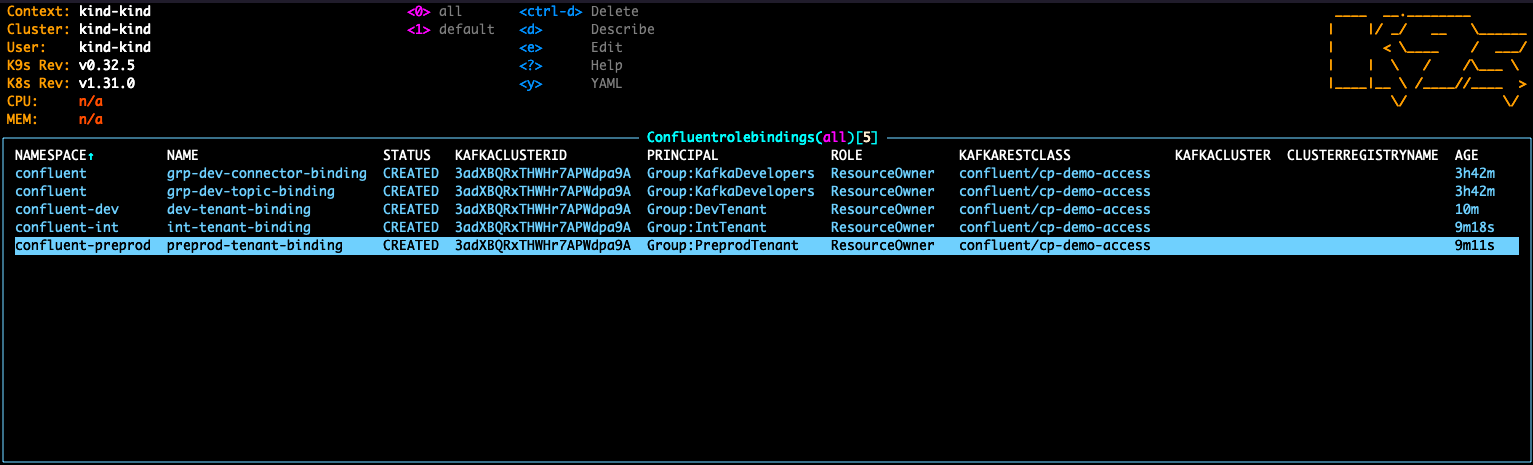 Context: kind-kind <0> all <ctrl-d> Delete
Cluster: kind-kind <1> default <d> Describe
User: kind-kind <e> Edit
K9s Rev: v0.32.5 <?> Help
K8s Rev: v1.31.0 <y> YAML
CPU: n/a
MEM: n/a
K9s
Confluentrolebindings(all)[5]
NAMESPACE↑ NAME STATUS KAFKACLUSTERID PRINCIPAL ROLE KAFKARESTCLASS KAFKACLUSTER CLUSTERREGISTRYNAME AGE
confluent grp-dev-connector-binding CREATED 3adXBQRxTHWHr7APWdpa9A Group:KafkaDevelopers ResourceOwner confluent/cp-demo-access 3h42m
confluent grp-dev-topic-binding CREATED 3adXBQRxTHWHr7APWdpa9A Group:KafkaDevelopers ResourceOwner confluent/cp-demo-access 3h42m
confluent-dev dev-tenant-binding CREATED 3adXBQRxTHWHr7APWdpa9A Group:DevTenant ResourceOwner confluent/cp-demo-access 10m
confluent-int int-tenant-binding CREATED 3adXBQRxTHWHr7APWdpa9A Group:IntTenant ResourceOwner confluent/cp-demo-access 9m18s
confluent-preprod preprod-tenant-binding CREATED 3adXBQRxTHWHr7APWdpa9A Group:PreprodTenant ResourceOwner confluent/cp-demo-access 9m11s